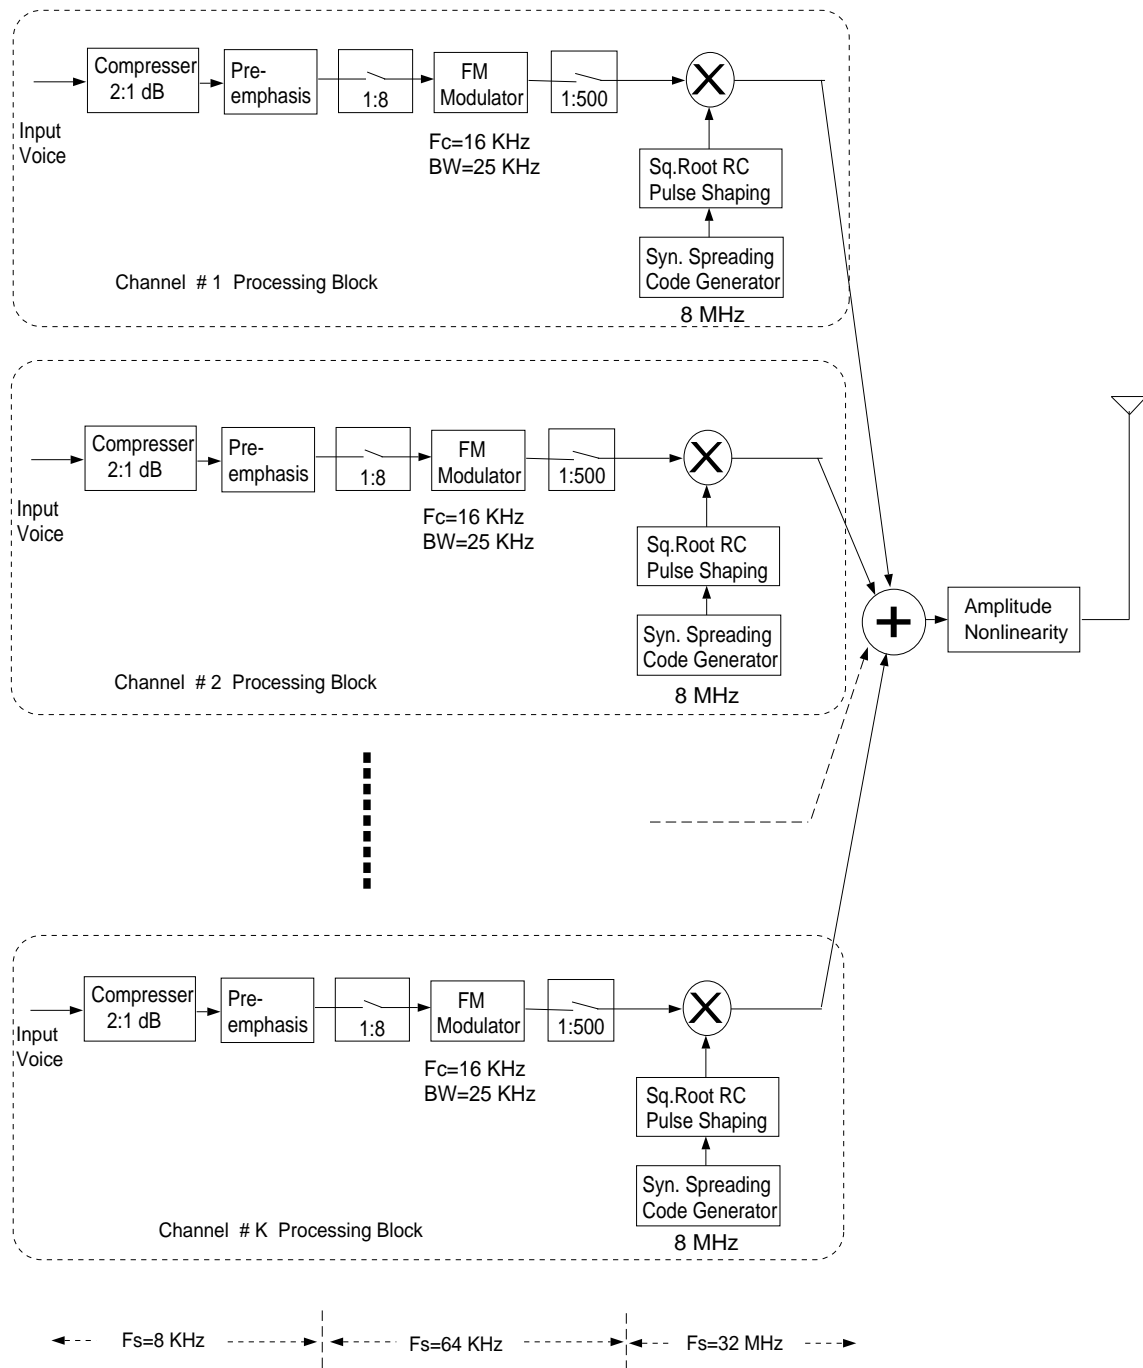 Input
Voice
Compresser
2:1 dB
Pre-
emphasis
1:8
FM
Modulator
Fc=16 KHz
BW=25 KHz
1:500
X
Sq.Root RC
Pulse Shaping
Syn. Spreading
Code Generator
8 MHz
Channel # 1 Processing Block
Input
Voice
Compresser
2:1 dB
Pre-
emphasis
1:8
FM
Modulator
Fc=16 KHz
BW=25 KHz
1:500
X
Sq.Root RC
Pulse Shaping
Syn. Spreading
Code Generator
8 MHz
Channel # 2 Processing Block
+
Amplitude
Nonlinearity
Input
Voice
Compresser
2:1 dB
Pre-
emphasis
1:8
FM
Modulator
Fc=16 KHz
BW=25 KHz
1:500
X
Sq.Root RC
Pulse Shaping
Syn. Spreading
Code Generator
8 MHz
Channel # K Processing Block
Fs=8 KHz
Fs=64 KHz
Fs=32 MHz